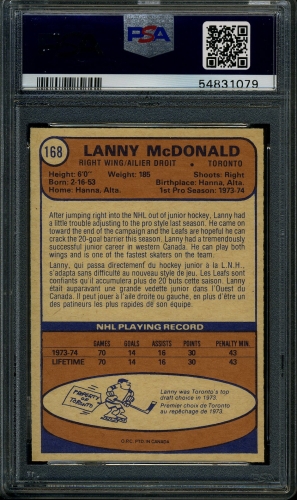 PSA
54831079
168 LANNY McDONALD
RIGHT WING/AILIER DROIT • TORONTO
Height: 6'0" Weight: 185 Shoots: Right
Born: 2-16-53 Birthplace: Hanna, Alta.
Home: Hanna, Alta. 1st Pro Season: 1973-74
After jumping right into the NHL out of junior hockey, Lanny had
a little trouble adjusting to the pro style last season. He came on
toward the end of the campaign and the Leafs are hopeful he can
crack the 20-goal barrier this season. Lanny had a tremendously
successful junior career in western Canada. He can play both
wings and is one of the fastest skaters on the team.
Lanny, qui passa directement du hockey junior à la L.N.H.,
s'adapta sans difficulté au nouveau style de jeu. Les Leafs sont
confiants qu'il accumulera plus de 20 buts cette saison. Lanny
était auparavant une grande vedette junior dans l'Ouest du
Canada. Il peut jouer à l'aile droite ou gauche, en plus d'être un
des patineurs les plus rapides de son équipe.
NHL PLAYING RECORD
GAMES GOALS ASSISTS POINTS PENALTY MIN.
1973-74 70 14 16 30 43
LIFETIME 70 14 16 30 43
PROPERTY OF TORONTO
Lanny was Toronto's top
draft choice in 1973.
Premier choix de Toronto
au repêchage de 1973.
O.P.C. PTD. IN CANADA